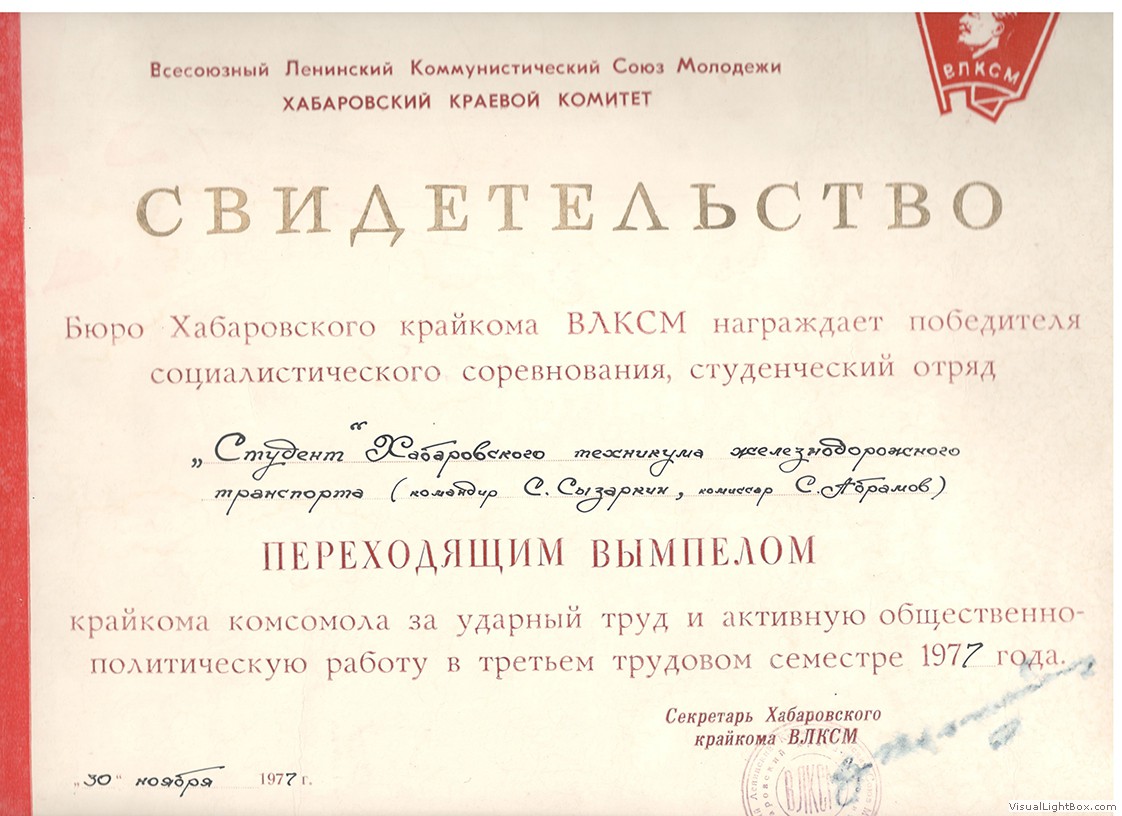 Всесоюзный Ленинский Коммунистический Союз Молодежи
ХАБАРОВСКИЙ КРАЕВОЙ КОМИТЕТ
ВЛКСМ
СВИДЕТЕЛЬСТВО
Бюро Хабаровского крайкома ВЛКСМ награждает победителя
социалистического соревнования, студенческий отряд
„Студент“ Хабаровского техникума железнодорожного
транспорта (командир С. Сызаркин, комиссар С. Абрамов)
ПЕРЕХОДЯЩИМ ВЫМПЕЛОМ
крайкома комсомола за ударный труд и активную общественно-
политическую работу в третьем трудовом семестре 1977 года.
Секретарь Хабаровского
крайкома ВЛКСМ
ВЛКСМ
„30“ ноября 1977 г.
VisualLightBox.com